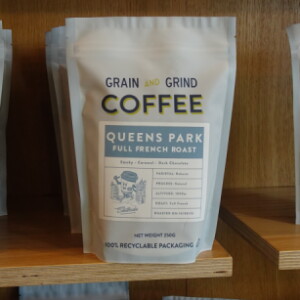 GRAIN AND GRIND
COFFEE
QUEENS PARK
FULL FRENCH ROAST
Smoky - Caramel - Dark Chocolate
NET WEIGHT 250G
100% RECYCLABLE PACKAGING